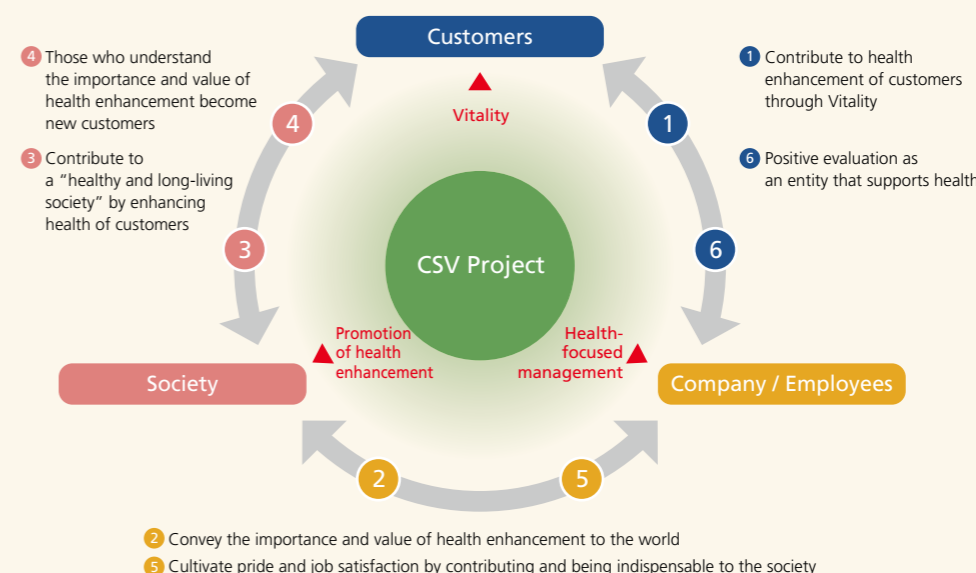 Customers
4 Those who understand
the importance and value of
health enhancement become
new customers
3 Contribute to
a “healthy and long-living
society” by enhancing
health of customers
1 Contribute to health
enhancement of customers
through Vitality
6 Positive evaluation as
an entity that supports health
Vitality
4
1
3
6
CSV Project
Promotion
of health
enhancement
Health-
focused
management
Society
Company / Employees
2
5
2 Convey the importance and value of health enhancement to the world
5 Cultivate pride and job satisfaction by contributing and being indispensable to the society